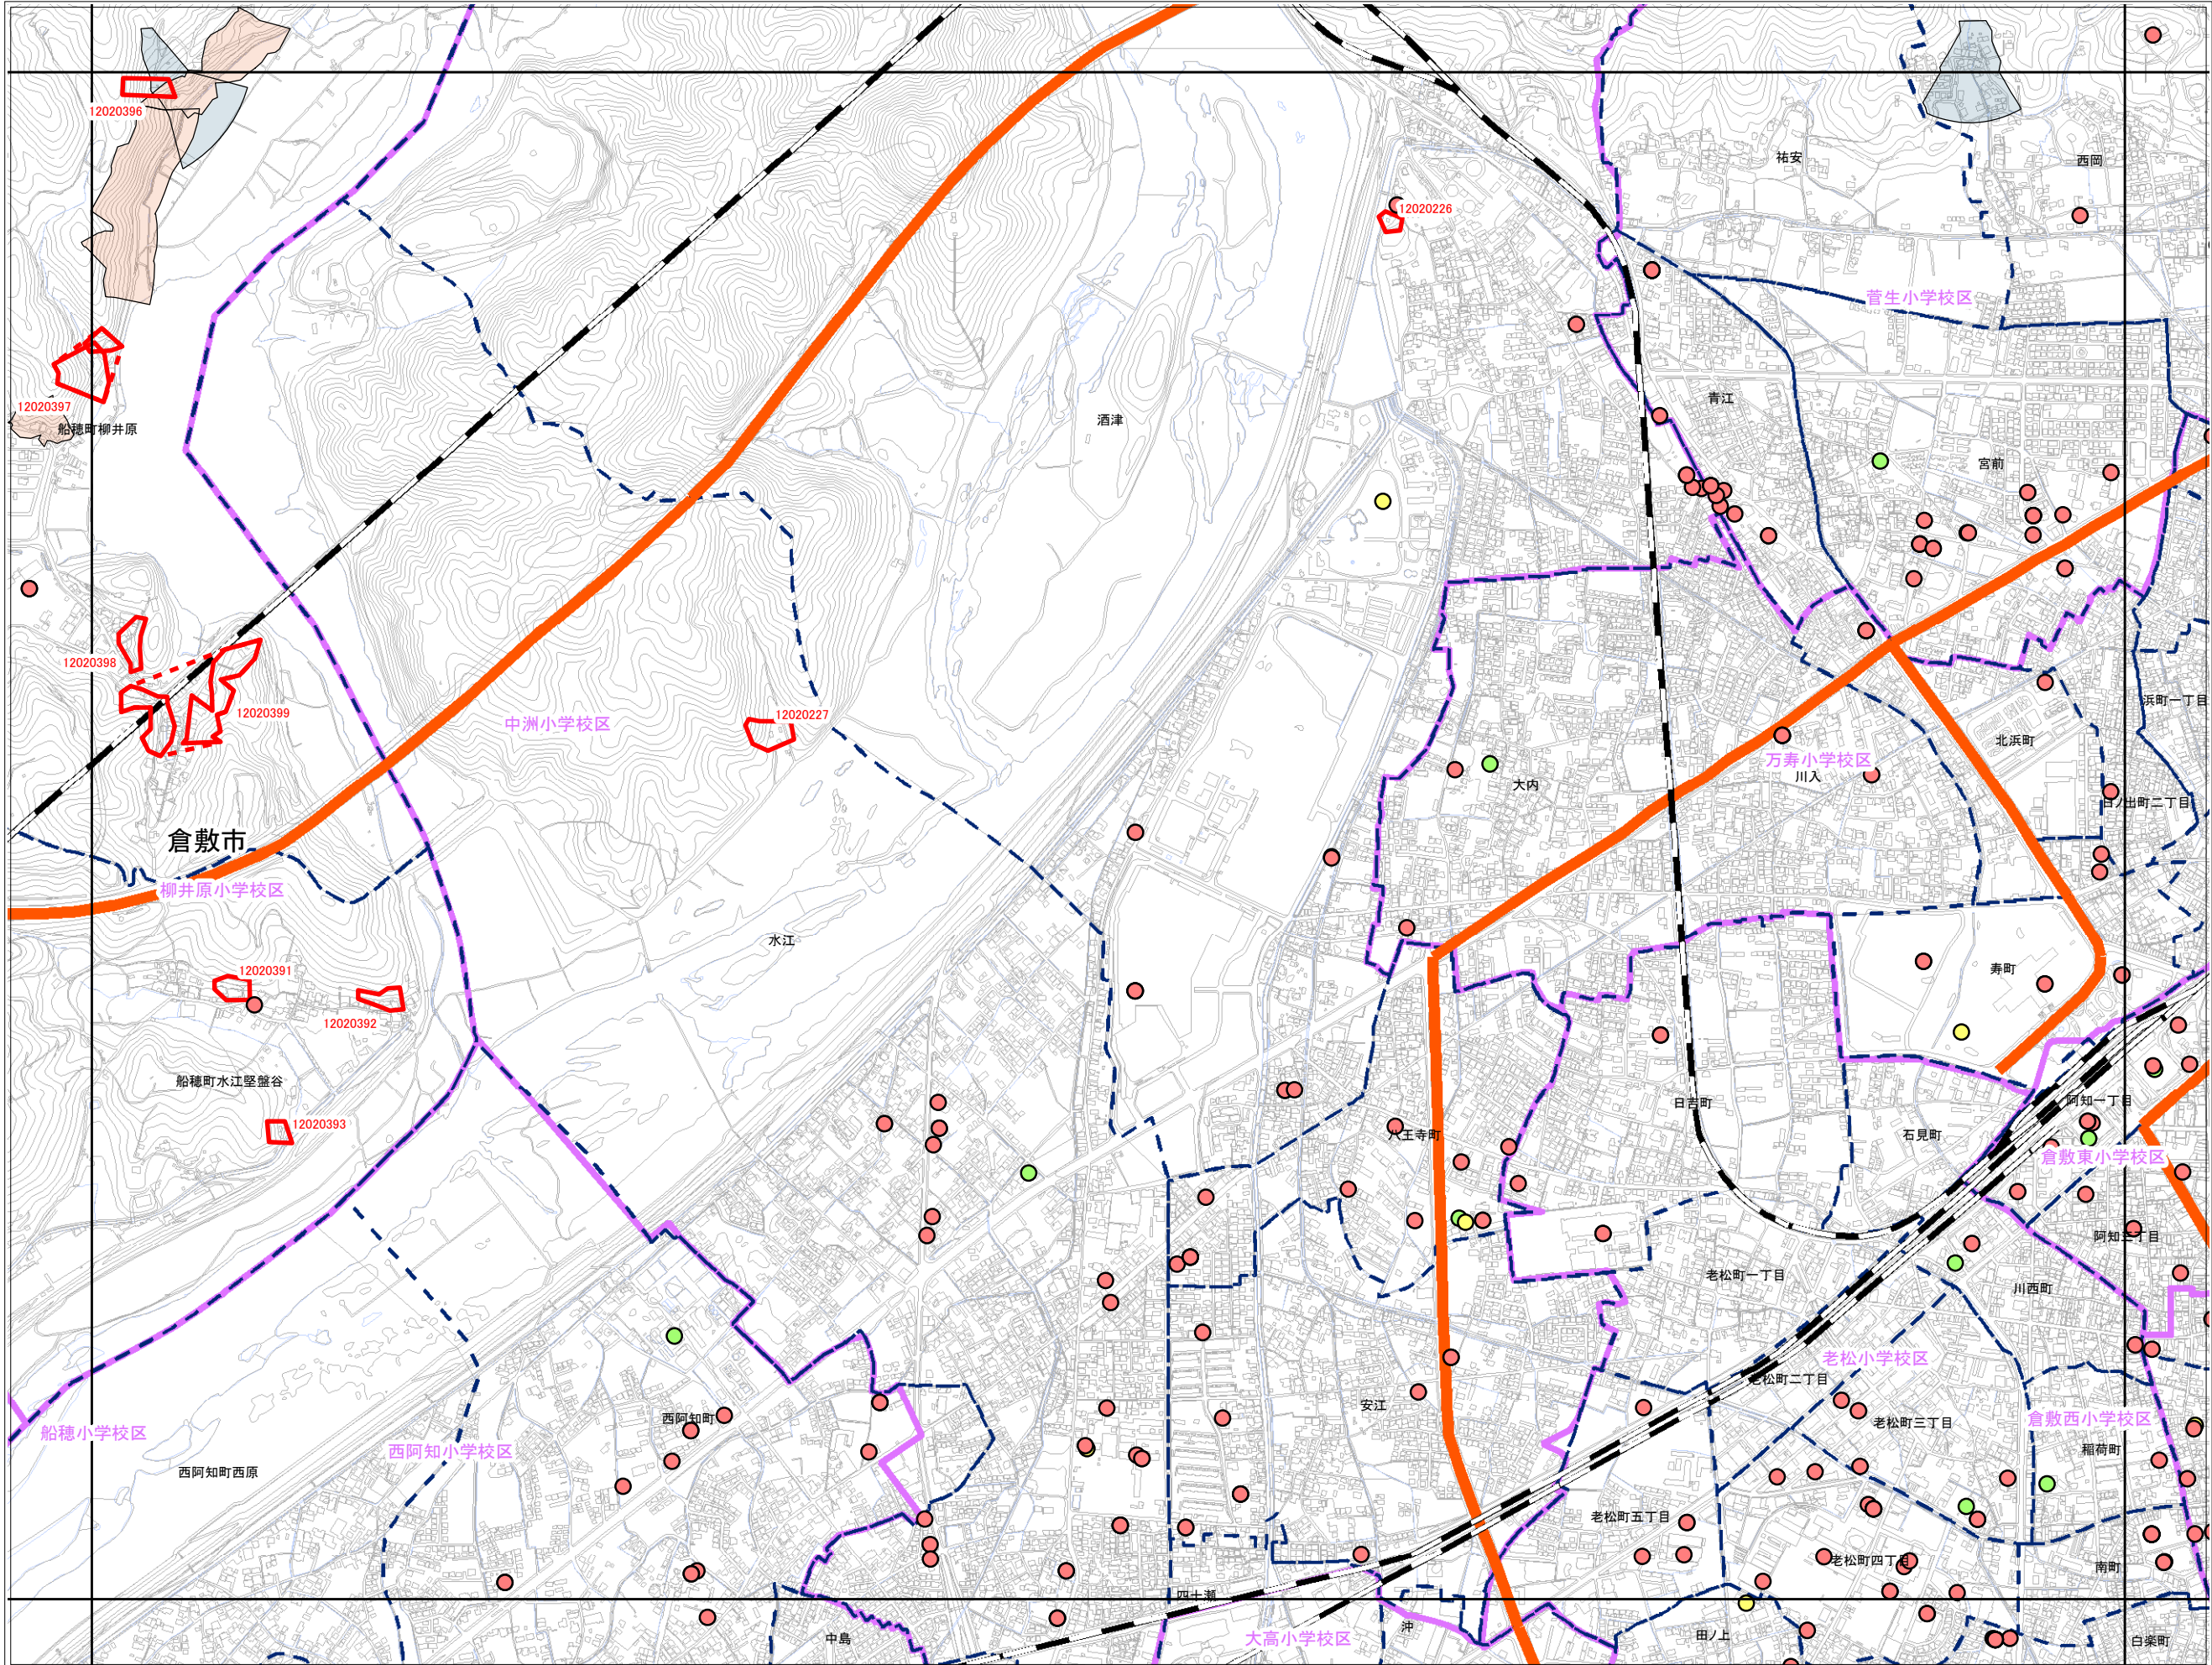 12020396
祐安
西岡
12020226
菅生小学校区
青江
12020397
船穂町柳井原
酒津
宮前
12020398
12020399
中洲小学校区
12020227
浜町一丁目
北浜町
万寿小学校区
川入
大内
日ノ出町二丁目
倉敷市
柳井原小学校区
水江
寿町
12020391
12020392
船穂町水江堅盤谷
12020393
日吉町
阿知一丁目
八王寺町
石見町
倉敷東小学校区
阿知三丁目
老松町一丁目
川西町
老松小学校区
老松町二丁目
安江
西阿知町
老松町三丁目
倉敷西小学校区
船穂小学校区
西阿知小学校区
稲荷町
西阿知町西原
老松町五丁目
老松町四丁目
南町
四十瀬
沖
田ノ上
中島
大高小学校区
白楽町